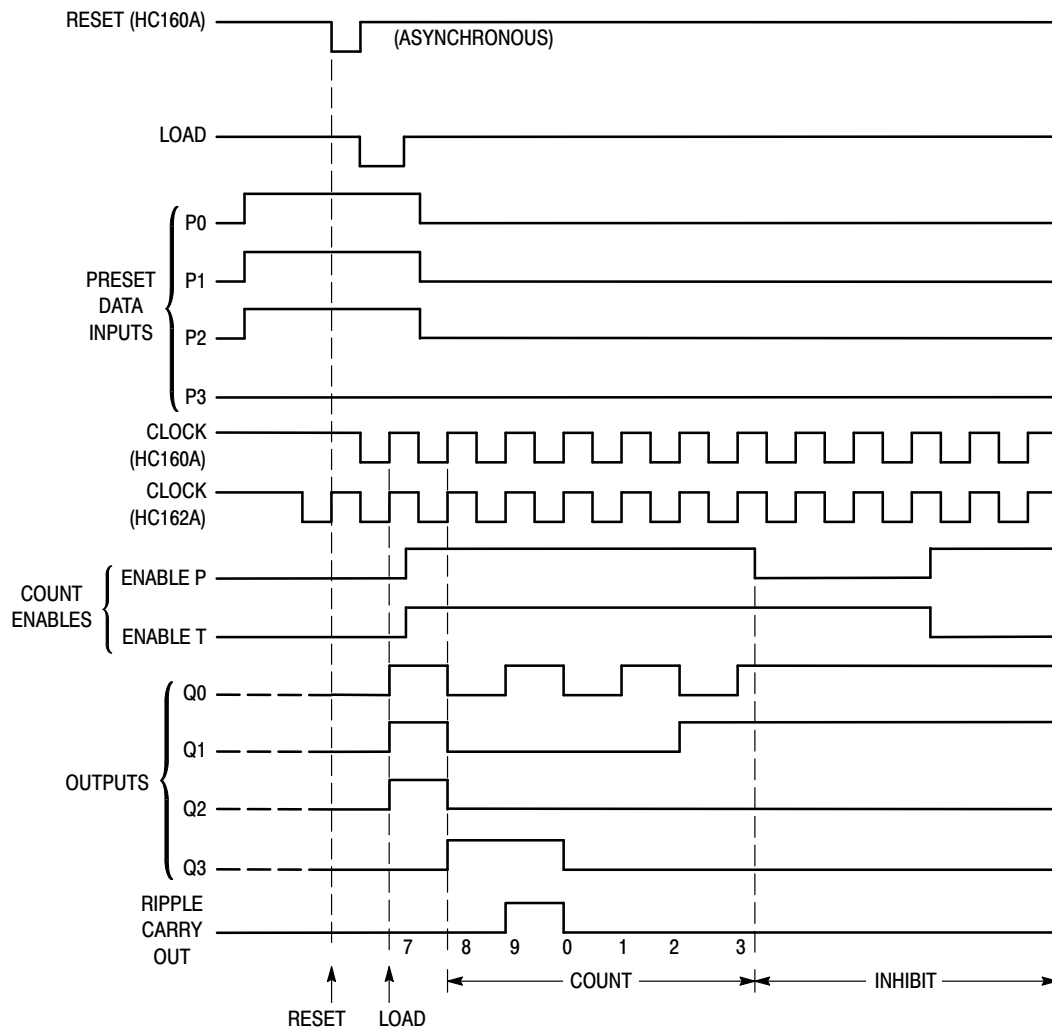 RESET (HC160A)
(ASYNCHRONOUS)
LOAD
P0
P1
PRESET
DATA
INPUTS
P2
P3
CLOCK
(HC160A)
CLOCK
(HC162A)
ENABLE P
COUNT
ENABLES
ENABLE T
Q0
Q1
OUTPUTS
Q2
Q3
RIPPLE
CARRY
OUT
7 8 9 0 1 2 3
COUNT INHIBIT
RESET LOAD